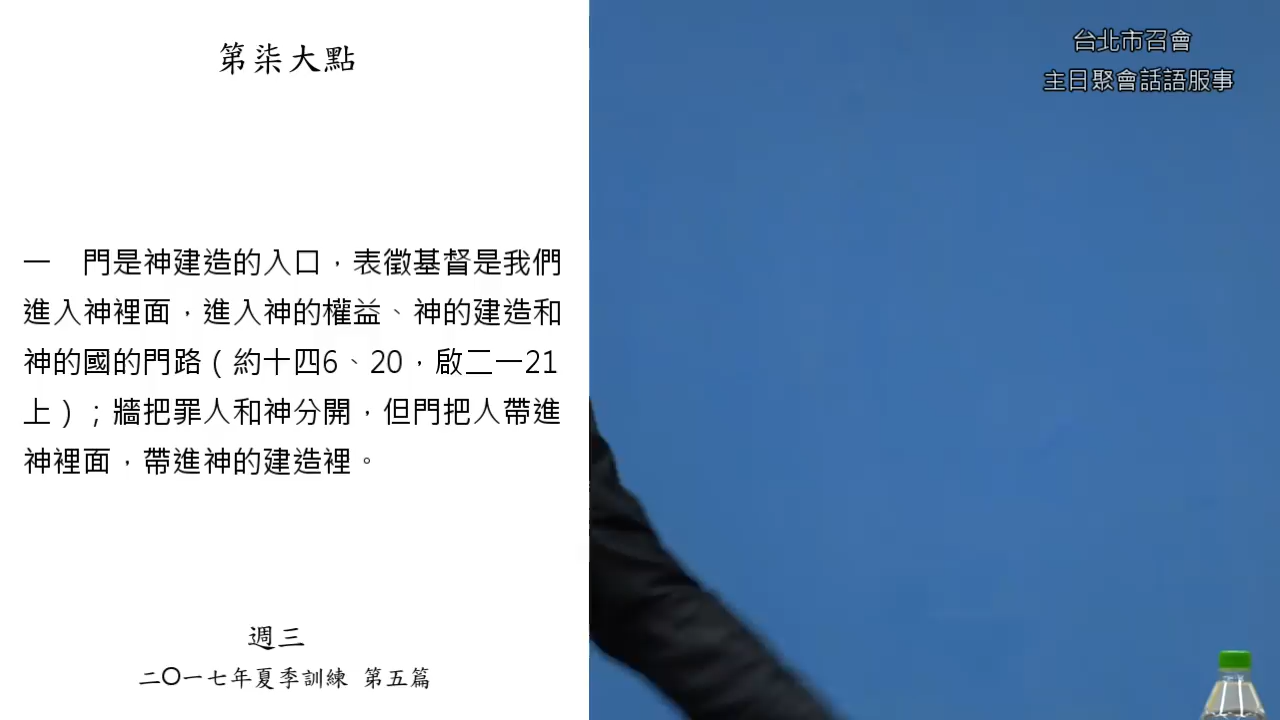 第柒大點
一　門是神建造的入口，表徵基督是我們
進入神裡面，進入神的權益、神的建造和
神的國的門路（約十四6、20，啟二一21
上）；牆把罪人和神分開，但門把人帶進
神裡面，帶進神的建造裡。
週三
二〇一七年夏季訓練 第五篇
台北市召會
主日聚會話語服事